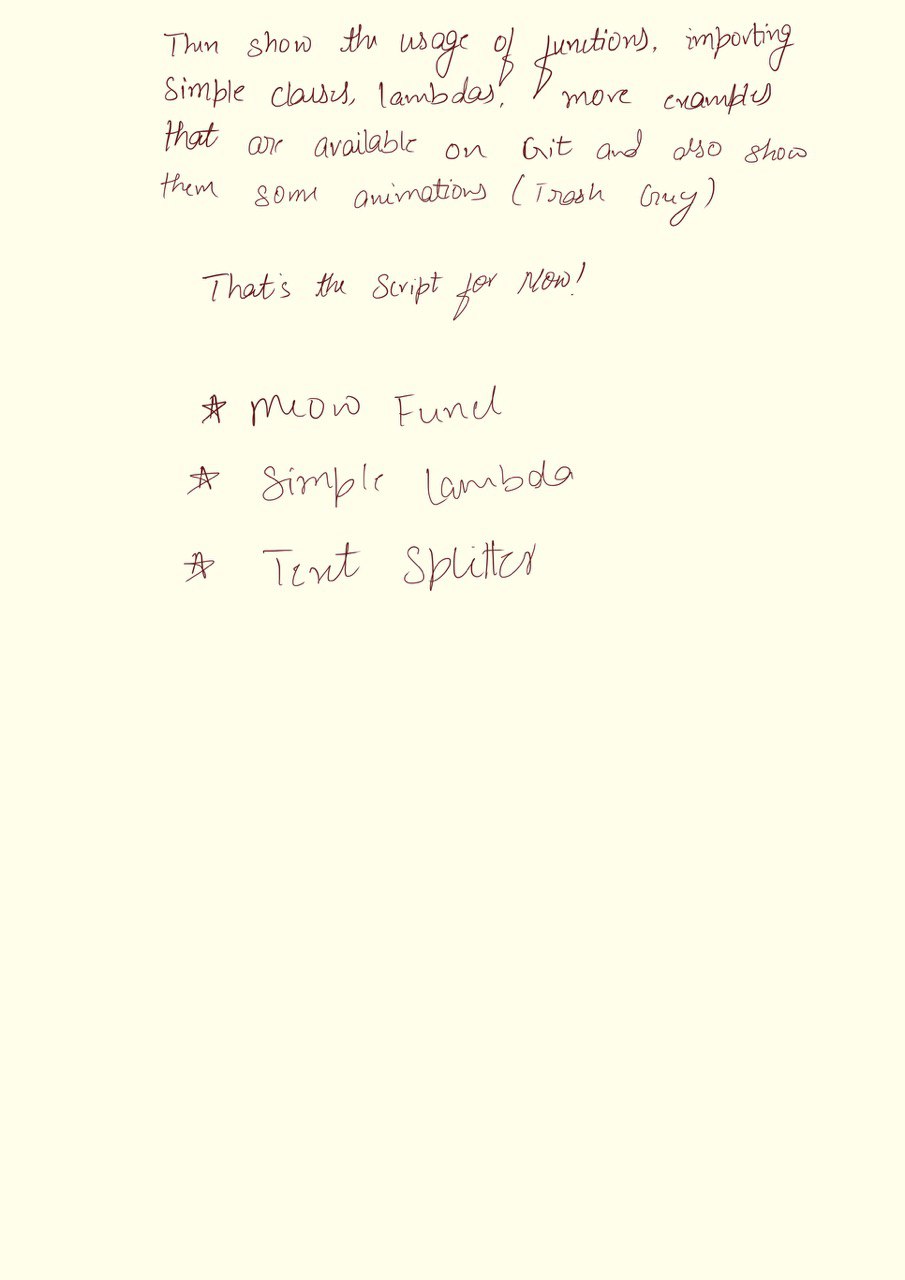 Then show the usage of functions, importing
Simple classes, lambdas, more examples
that are available on Git and also show
them some animations (Trash Guy)
That's the Script for Now!
☆ Meow Func
☆ Simple Lambda
☆ Text Splitter